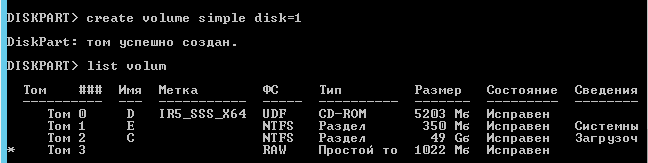 DISKPART> create volume simple disk=1
DiskPart: том успешно создан.
DISKPART> list volum
Том ### Имя Метка ФС Тип Размер Состояние Сведения
Том 0 D IR5_SSS_X64 UDF CD-ROM 5203 Мб Исправен
Том 1 E NTFS Раздел 350 Мб Исправен Системны
Том 2 C NTFS Раздел 49 Gб Исправен Загрузоч
* Том 3 RAW Простой то 1022 Мб Исправен